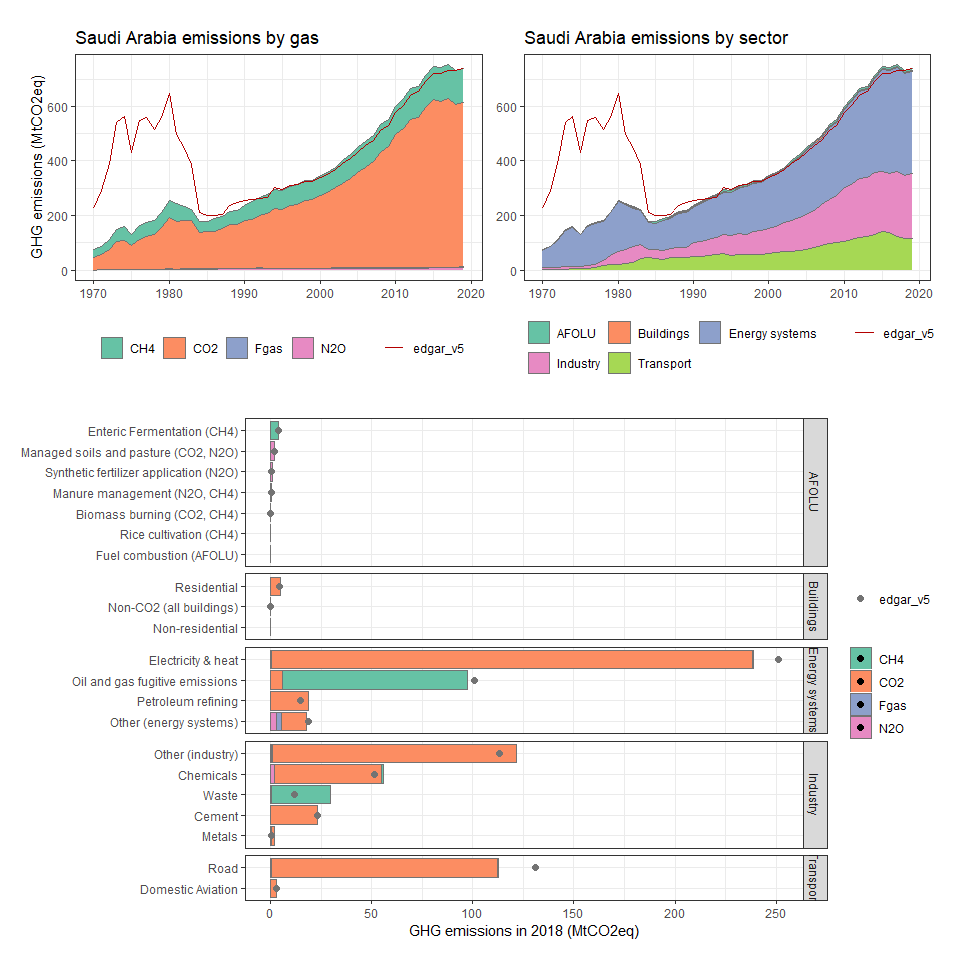 Saudi Arabia emissions by gas
Saudi Arabia emissions by sector
GHG emissions (MtCO2eq)
600
400
200
0
1970 1980 1990 2000 2010 2020
600
400
200
0
1970 1980 1990 2000 2010 2020
CH4 CO2 Fgas N2O edgar_v5
AFOLU Buildings Energy systems edgar_v5
Industry Transport
Enteric Fermentation (CH4)
Managed soils and pasture (CO2, N2O)
Synthetic fertilizer application (N2O)
Manure management (N2O, CH4)
Biomass burning (CO2, CH4)
Rice cultivation (CH4)
Fuel combustion (AFOLU)
AFOLU
Residential
Non-CO2 (all buildings)
Non-residential
Buildings
Electricity & heat
Oil and gas fugitive emissions
Petroleum refining
Other (energy systems)
Energy systems
Other (industry)
Chemicals
Waste
Cement
Metals
Industry
Road
Domestic Aviation
Transport
0 50 100 150 200 250
GHG emissions in 2018 (MtCO2eq)
edgar_v5
CH4
CO2
Fgas
N2O